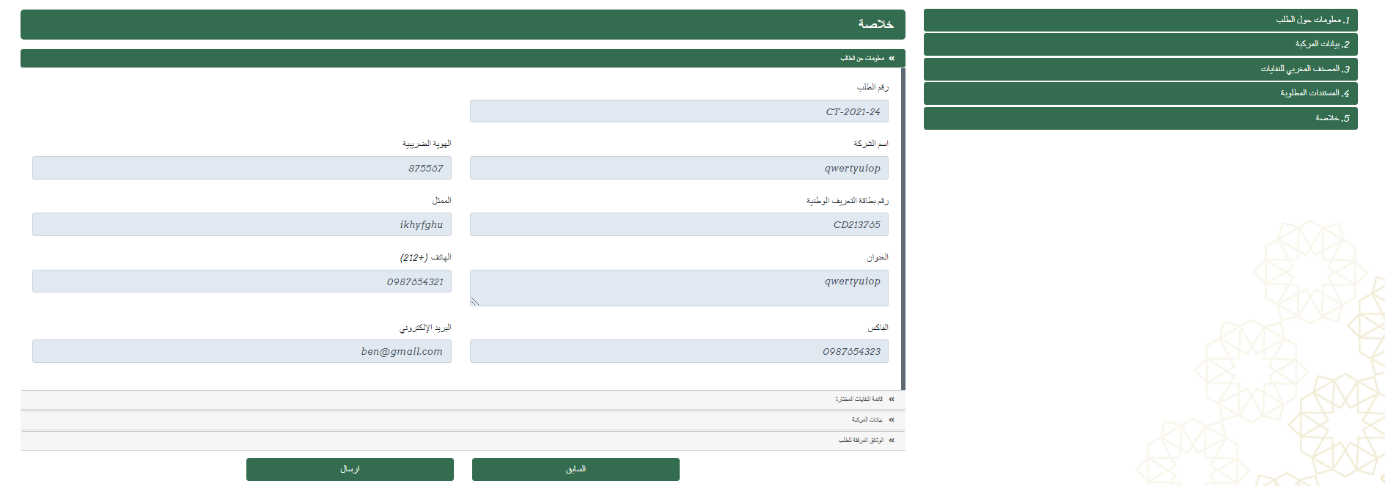 1. معلومات حول الطلب
2. بيانات المركبة
3. المصنف المغربي للنفايات
4. المستندات المطلوبة
5. خلاصة
خلاصة
» معلومات عن الطالب
رقم الطلب
CT-2021-24
اسم الشركة
qwertyuiop
الهوية الضريبية
875567
رقم بطاقة التعريف الوطنية
CD213765
الممثل
ikhyfghu
العنوان
qwertyuiop
الهاتف (+212)
0987654321
الفاكس
0987654323
البريد الإلكتروني
ben@gmail.com
» قائمة النفايات المختارة
» بيانات المركبة
» الوثائق المرفقة للطلب
السابق
ارسال